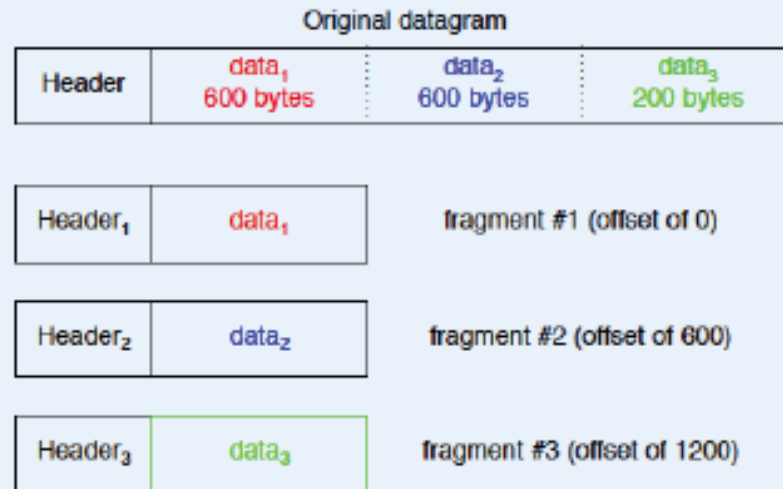 Original datagram
Header
data₁
600 bytes
data₂
600 bytes
data₃
200 bytes
Header₁
data₁
fragment #1 (offset of 0)
Header₂
data₂
fragment #2 (offset of 600)
Header₃
data₃
fragment #3 (offset of 1200)